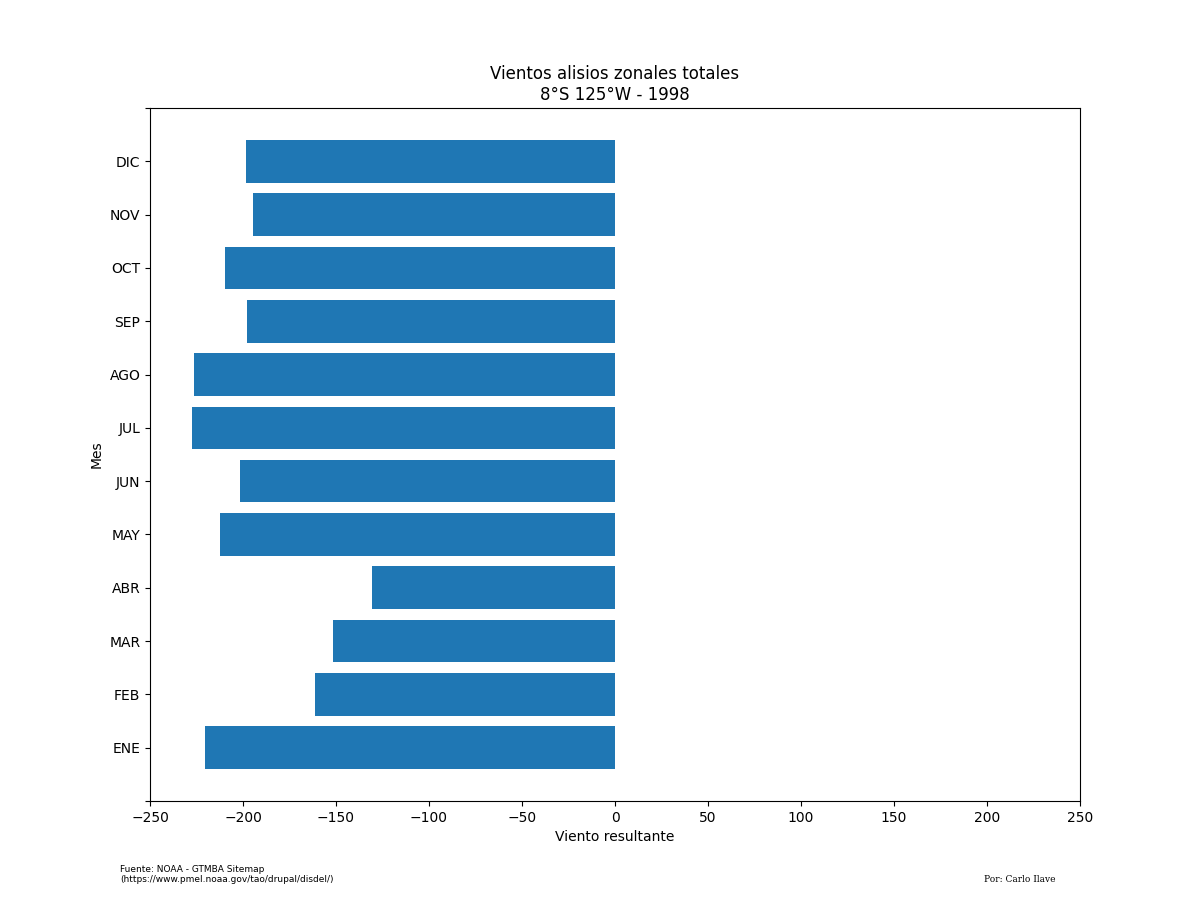 Vientos alisios zonales totales
8°S 125°W - 1998
DIC
NOV
OCT
SEP
AGO
JUL
JUN
MAY
ABR
MAR
FEB
ENE
Mes
−250 −200 −150 −100 −50 0 50 100 150 200 250
Viento resultante
Fuente: NOAA - GTMBA Sitemap
(https://www.pmel.noaa.gov/tao/drupal/disdel/)
Por: Carlo Ilave